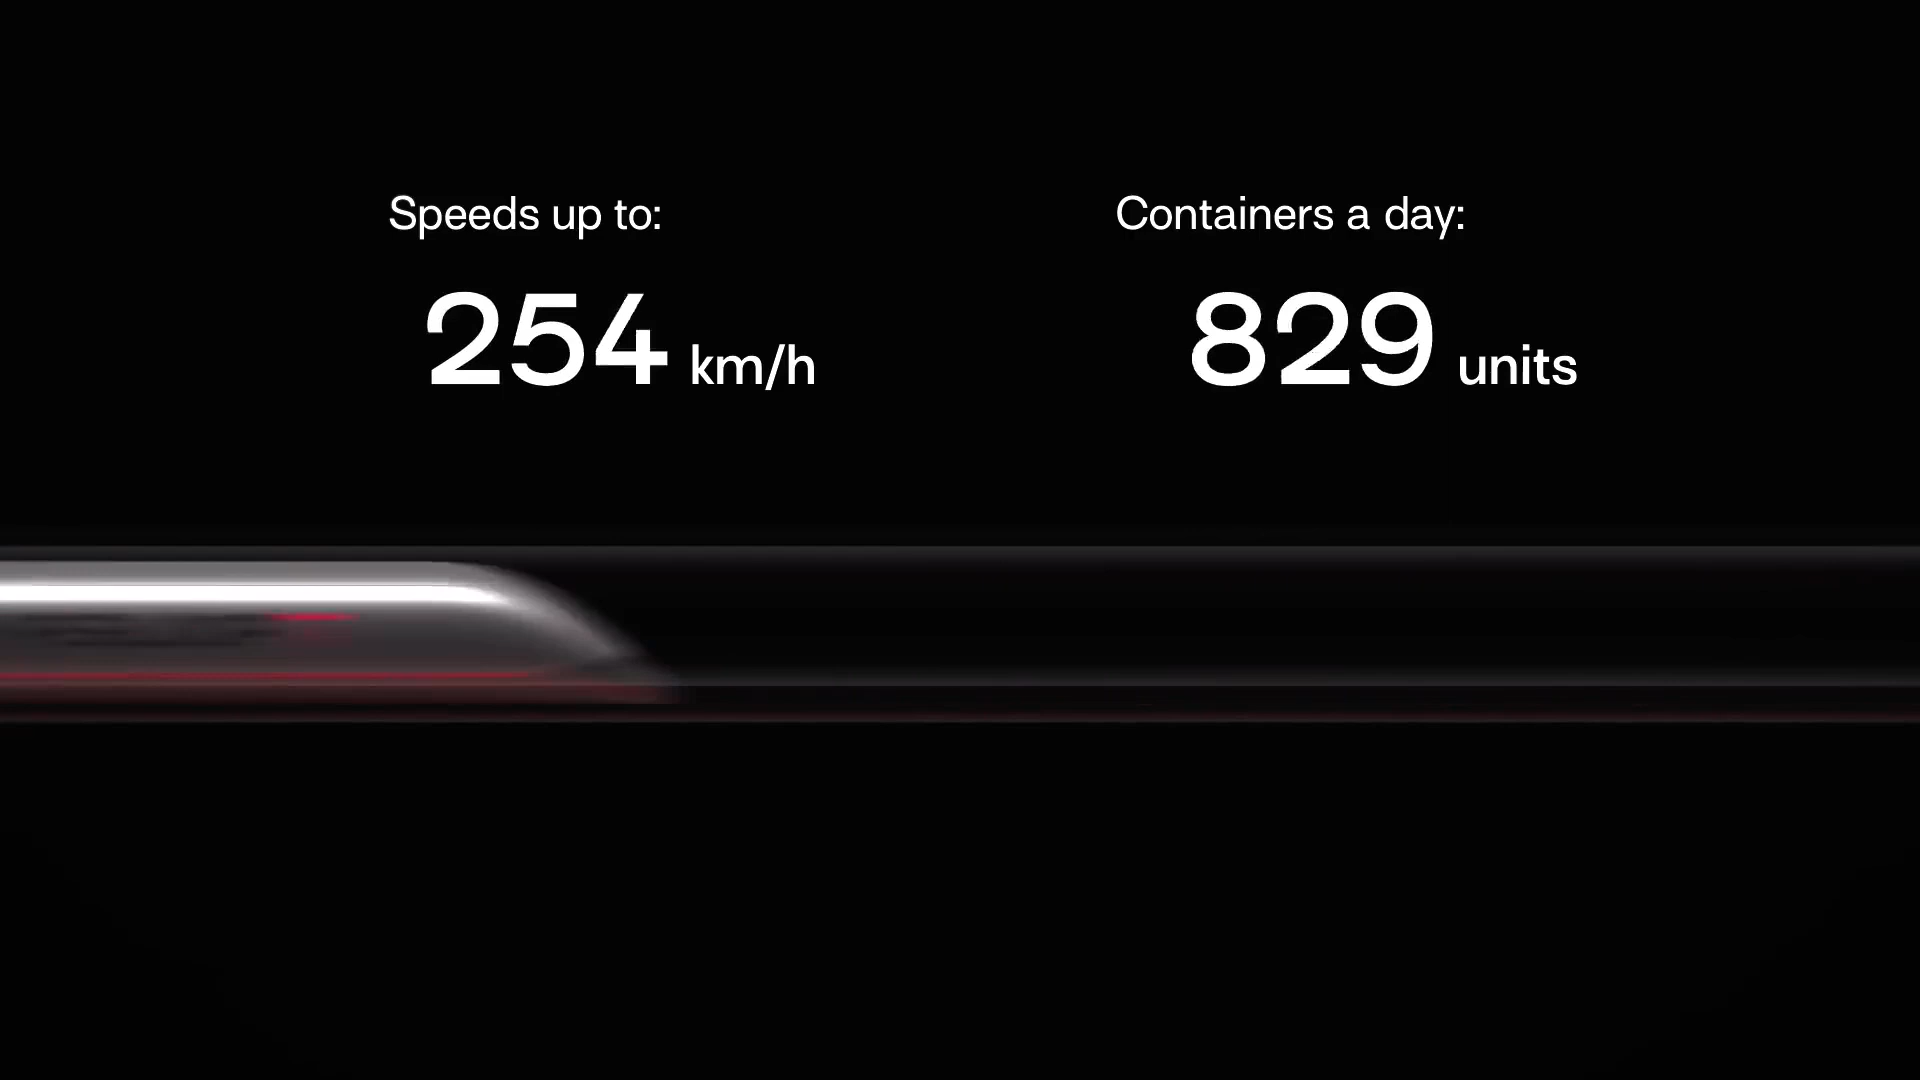 Speeds up to:
254 km/h
Containers a day:
829 units